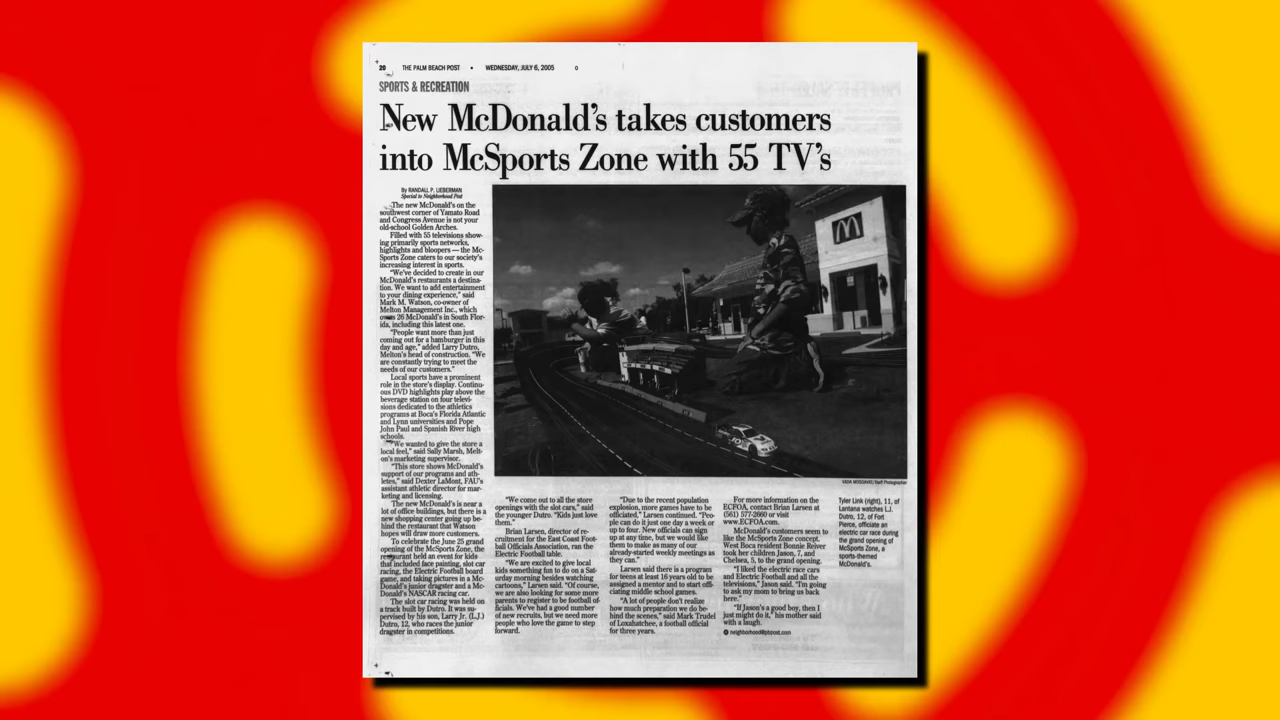 20 THE PALM BEACH POST • WEDNESDAY, JULY 6, 2005 o
SPORTS & RECREATION
New McDonald's takes customers
into McSports Zone with 55 TV's
By RANDALL P. LIEBERMAN
Special to Neighborhood Post
The new McDonald's on the
southwest corner of Yamato Road
and Congress Avenue is not your
old-school Golden Arches.
Filled with 55 televisions show-
ing primarily sports networks,
highlights and bloopers — the Mc-
Sports Zone caters to our society's
increasing interest in sports.
"We've decided to create in our
McDonald's restaurants a destina-
tion. We want to add entertainment
to your dining experience," said
Mark M. Watson, co-owner of
Melton Management Inc., which
owns 26 McDonald's in South Flor-
ida, including this latest one.
"People want more than just
coming out for a hamburger in this
day and age," added Larry Dutro,
Melton's head of construction. "We
are constantly trying to meet the
needs of our customers."
Local sports have a prominent
role in the store's display. Continu-
ous DVD highlights play above the
beverage station on four televi-
sions dedicated to the athletics
programs at Boca's Florida Atlantic
and Lynn universities and Pope
John Paul and Spanish River high
schools.
"We wanted to give the store a
local feel," said Sally Marsh, Melt-
on's marketing supervisor.
"This store shows McDonald's
support of our programs and ath-
letes," said Dexter LaMont, FAU's
assistant athletic director for mar-
keting and licensing.
The new McDonald's is near a
lot of office buildings, but there is a
new shopping center going up be-
hind the restaurant that Watson
hopes will draw more customers.
To celebrate the June 25 grand
opening of the McSports Zone, the
restaurant held an event for kids
that included face painting, slot car
racing, the Electric Football board
game, and taking pictures in a Mc-
Donald's junior dragster and a Mc-
Donald's NASCAR racing car.
The slot car racing was held on
a track built by Dutro. It was su-
pervised by his son, Larry Jr. (L.J.)
Dutro, 12, who races the junior
dragster in competitions.
"We come out to all the store
openings with the slot cars," said
the younger Dutro. "Kids just love
them."
Brian Larsen, director of re-
cruitment for the East Coast Foot-
ball Officials Association, ran the
Electric Football table.
"We are excited to give local
kids something fun to do on a Sat-
urday morning besides watching
cartoons," Larsen said. "Of course,
we are also looking for some more
parents to register to be football of-
ficials. We've had a good number
of new recruits, but we need more
people who love the game to step
forward.
"Due to the recent population
explosion, more games have to be
officiated," Larsen continued. "Peo-
ple can do it just one day a week or
up to four. New officials can sign
up at any time, but we would like
them to make as many of our
already-started weekly meetings as
they can."
Larsen said there is a program
for teens at least 16 years old to be
assigned a mentor and to start offi-
ciating middle school games.
"A lot of people don't realize
how much preparation we do be-
hind the scenes," said Mark Trudel
of Loxahatchee, a football official
for three years.
For more information on the
ECFOA, contact Brian Larsen at
(561) 577-2660 or visit
www.ECFOA.com.
McDonald's customers seem to
like the McSports Zone concept.
West Boca resident Bonnie Reiver
took her children Jason, 7, and
Chelsea, 5, to the grand opening.
"I liked the electric race cars
and Electric Football and all the
televisions," Jason said. "I'm going
to ask my mom to bring us back
here."
"If Jason's a good boy, then I
just might do it," his mother said
with a laugh.
neighborhood@pbpost.com
Staff Photographer
Tyler Link (right), 11, of
Lantana watches L.J.
Dutro, 12, of Fort
Pierce, officiate an
electric car race during
the grand opening of
McSports Zone, a
sports-themed
McDonald's.